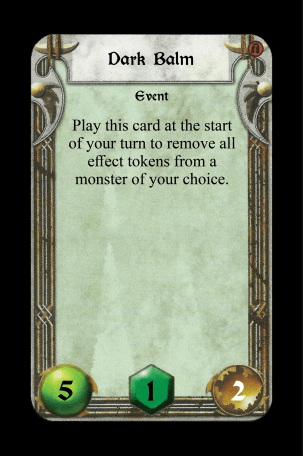 Dark Balm
@
Event
Play this card at the start
of your turn to remove all
effect tokens from a
monster of your choice.
5
1
2